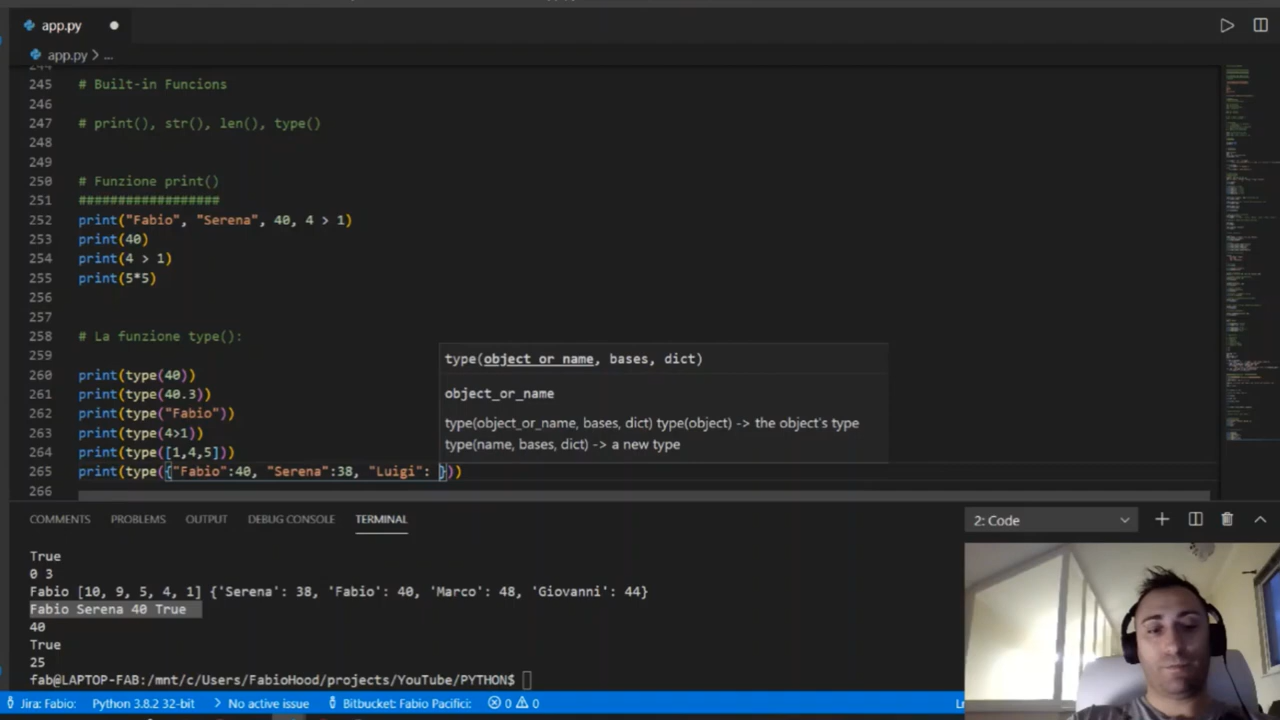 app.py
app.py > ...
244
245 # Built-in Funcions
246
247 # print(), str(), len(), type()
248
249
250 # Funzione print()
251 ##################
252 print("Fabio", "Serena", 40, 4 > 1)
253 print(40)
254 print(4 > 1)
255 print(5*5)
256
257
258 # La funzione type():
259
260 print(type(40))
261 print(type(40.3))
262 print(type("Fabio"))
263 print(type(4>1))
264 print(type([1,4,5]))
265 print(type({"Fabio":40, "Serena":38, "Luigi": }))
266
type(object_or_name, bases, dict)
object_or_name
type(object_or_name, bases, dict) type(object) -> the object's type
type(name, bases, dict) -> a new type
COMMENTS PROBLEMS OUTPUT DEBUG CONSOLE TERMINAL 2: Code
True
0 3
Fabio [10, 9, 5, 4, 1] {'Serena': 38, 'Fabio': 40, 'Marco': 48, 'Giovanni': 44}
Fabio Serena 40 True
40
True
25
fab@LAPTOP-FAB:/mnt/c/Users/FabioHood/projects/YouTube/PYTHON$
Jira: Fabio: Python 3.8.2 32-bit No active issue Bitbucket: Fabio Pacifici: 0 0